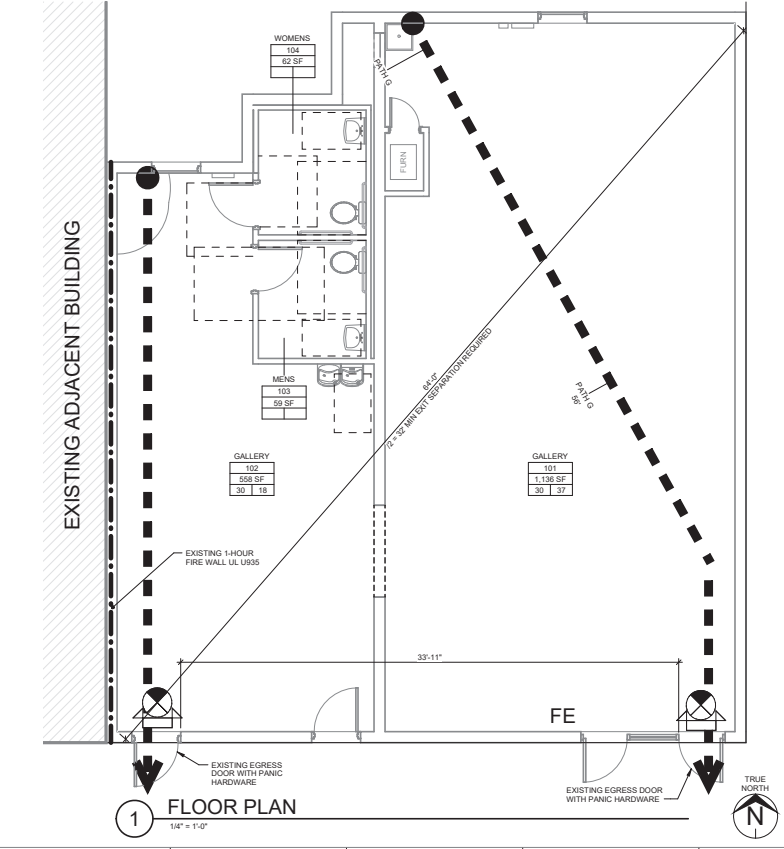 WOMENS
104
62 SF
PATH G
FURN
EXISTING ADJACENT BUILDING
64'-0"
/2 = 32' MIN EXIT SEPARATION REQUIRED
MENS
103
59 SF
PATH G
56'
GALLERY
102
558 SF
30 18
GALLERY
101
1,136 SF
30 37
EXISTING 1-HOUR
FIRE WALL UL U935
33'-11"
FE
EXISTING EGRESS
DOOR WITH PANIC
HARDWARE
EXISTING EGRESS DOOR
WITH PANIC HARDWARE
TRUE
NORTH
N
1
FLOOR PLAN
1/4" = 1'-0"